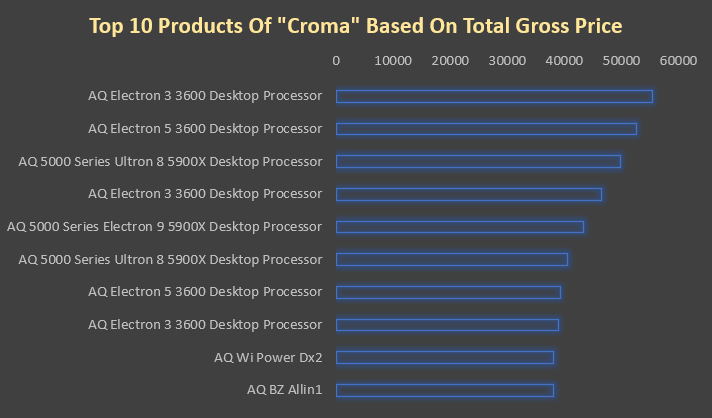 Top 10 Products Of "Croma" Based On Total Gross Price
0 10000 20000 30000 40000 50000 60000
AQ Electron 3 3600 Desktop Processor
AQ Electron 5 3600 Desktop Processor
AQ 5000 Series Ultron 8 5900X Desktop Processor
AQ Electron 3 3600 Desktop Processor
AQ 5000 Series Electron 9 5900X Desktop Processor
AQ 5000 Series Ultron 8 5900X Desktop Processor
AQ Electron 5 3600 Desktop Processor
AQ Electron 3 3600 Desktop Processor
AQ Wi Power Dx2
AQ BZ Allin1